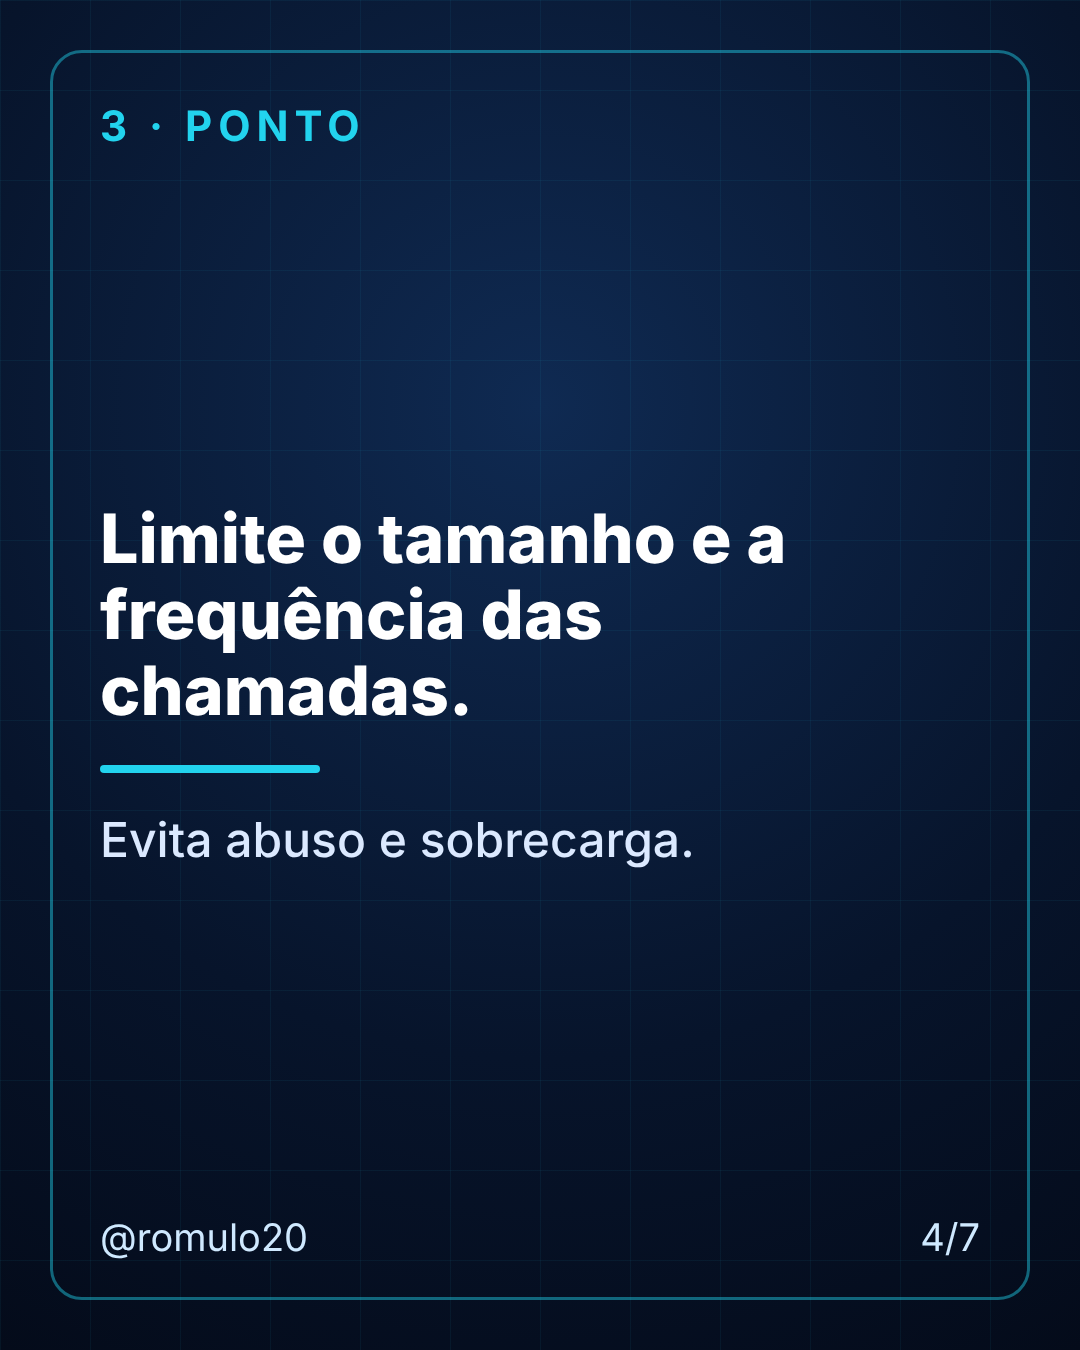 3 · PONTO
Limite o tamanho e a
frequência das
chamadas.
Evita abuso e sobrecarga.
@romulo20
4/7